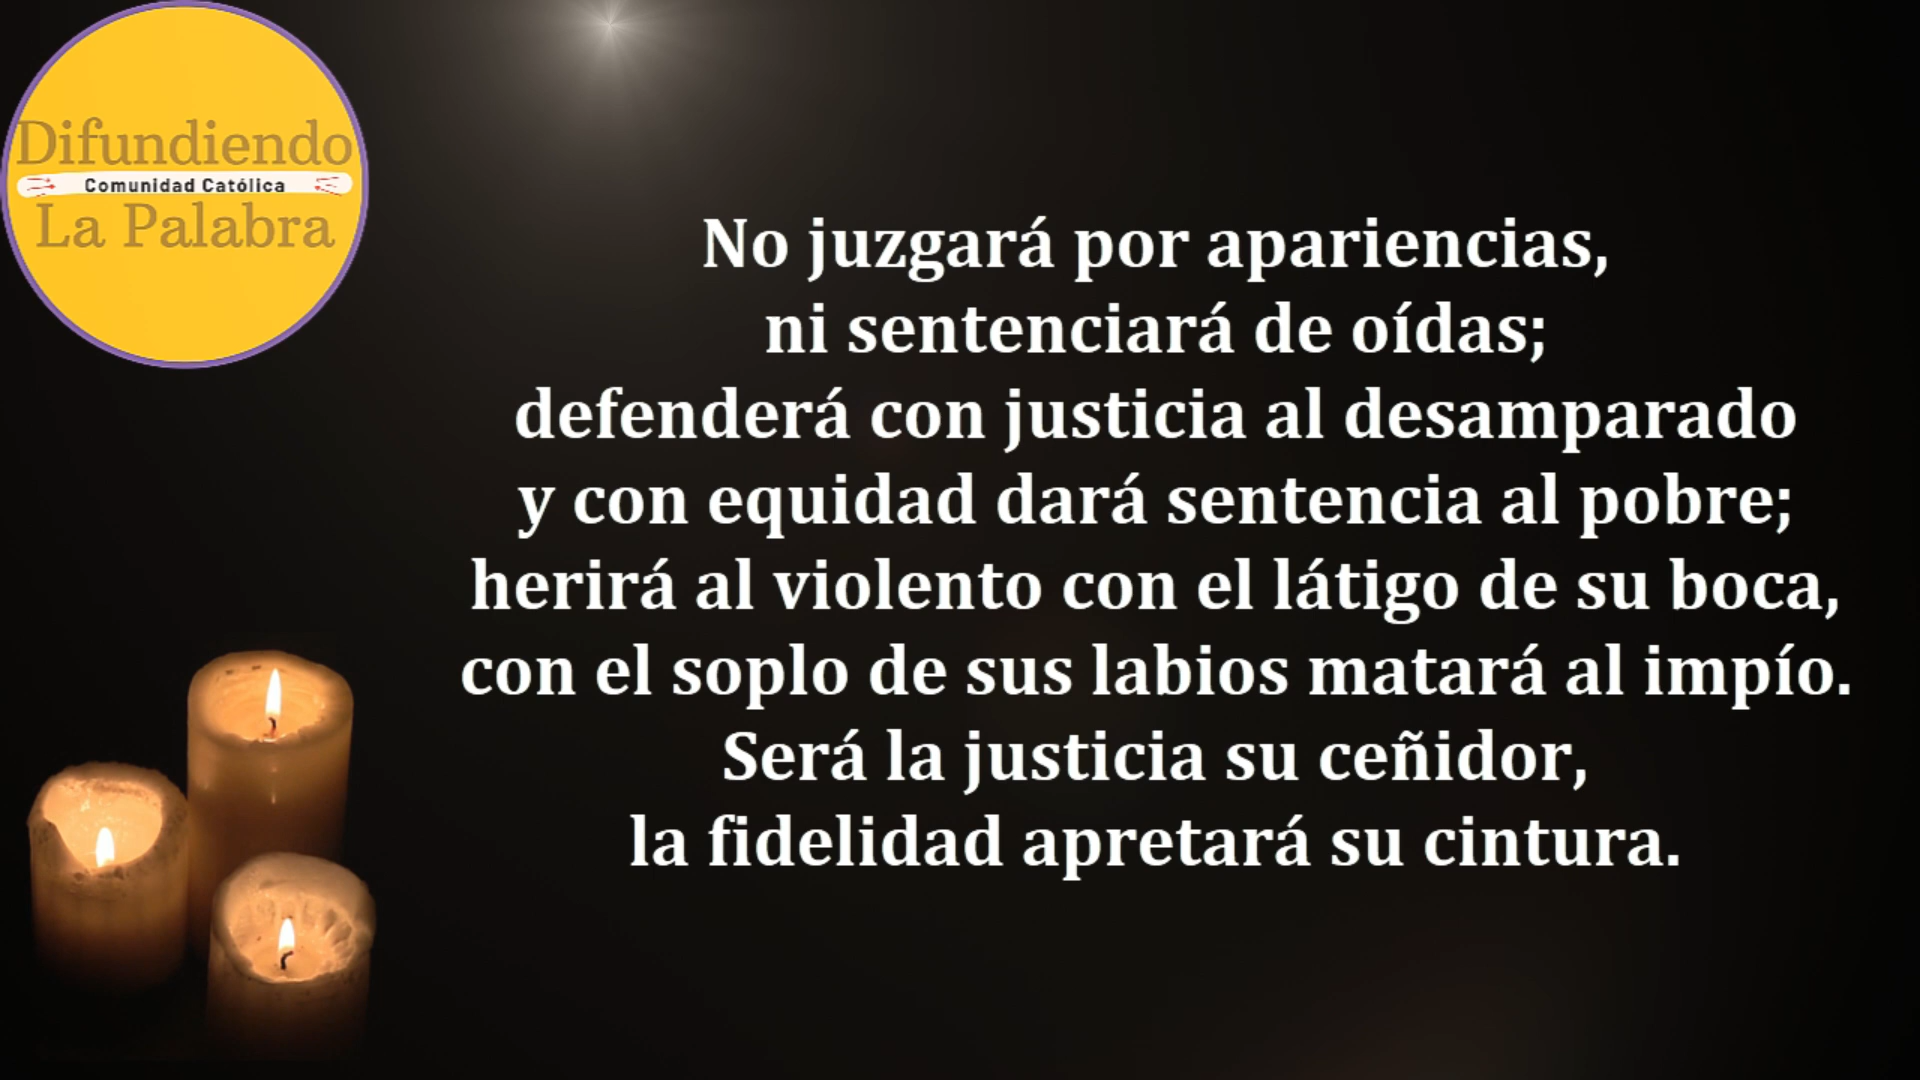 Difundiendo
Comunidad Católica
La Palabra
No juzgará por apariencias,
ni sentenciará de oídas;
defenderá con justicia al desamparado
y con equidad dará sentencia al pobre;
herirá al violento con el látigo de su boca,
con el soplo de sus labios matará al impío.
Será la justicia su ceñidor,
la fidelidad apretará su cintura.